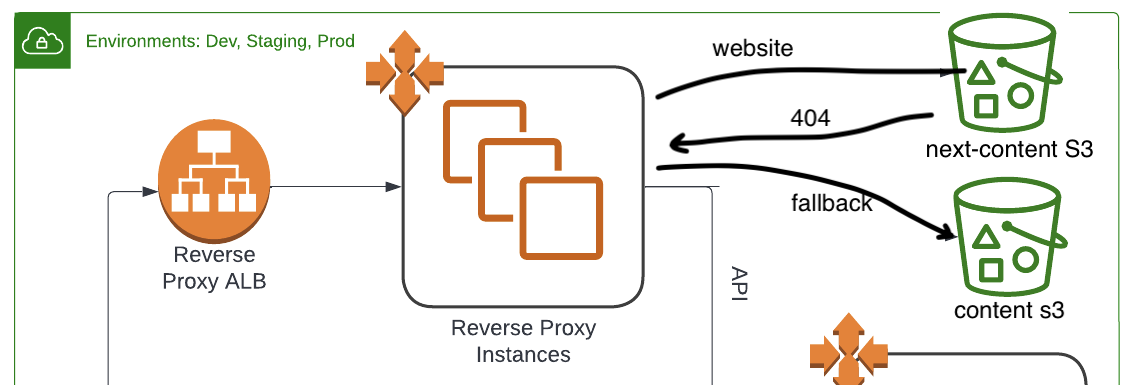 Environments: Dev, Staging, Prod
website
404
next-content S3
fallback
Reverse
Proxy ALB
API
content s3
Reverse Proxy
Instances